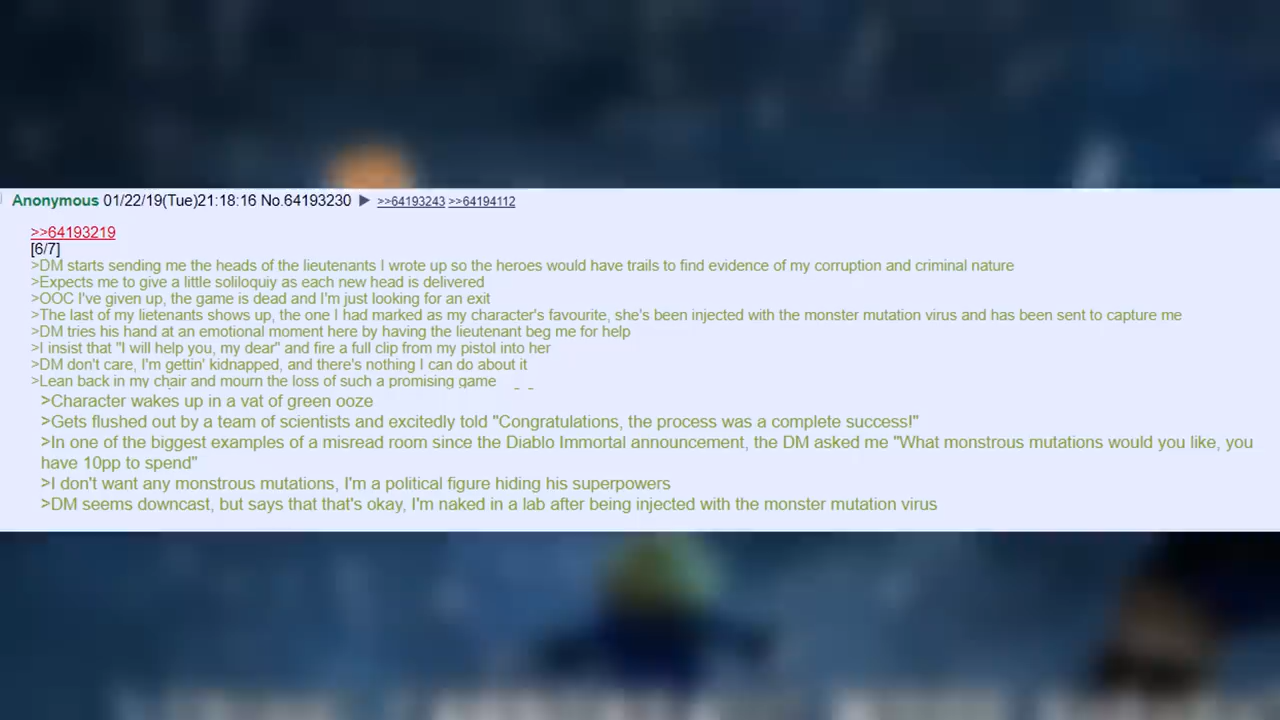 Anonymous 01/22/19(Tue)21:18:16 No.64193230 ▶ >>64193243 >>64194112
>>64193219
[6/7]
>DM starts sending me the heads of the lieutenants I wrote up so the heroes would have trails to find evidence of my corruption and criminal nature
>Expects me to give a little soliloquiy as each new head is delivered
>OOC I've given up, the game is dead and I'm just looking for an exit
>The last of my lietenants shows up, the one I had marked as my character's favourite, she's been injected with the monster mutation virus and has been sent to capture me
>DM tries his hand at an emotional moment here by having the lieutenant beg me for help
>I insist that "I will help you, my dear" and fire a full clip from my pistol into her
>DM don't care, I'm gettin' kidnapped, and there's nothing I can do about it
>Lean back in my chair and mourn the loss of such a promising game
>Character wakes up in a vat of green ooze
>Gets flushed out by a team of scientists and excitedly told "Congratulations, the process was a complete success!"
>In one of the biggest examples of a misread room since the Diablo Immortal announcement, the DM asked me "What monstrous mutations would you like, you
have 10pp to spend"
>I don't want any monstrous mutations, I'm a political figure hiding his superpowers
>DM seems downcast, but says that that's okay, I'm naked in a lab after being injected with the monster mutation virus